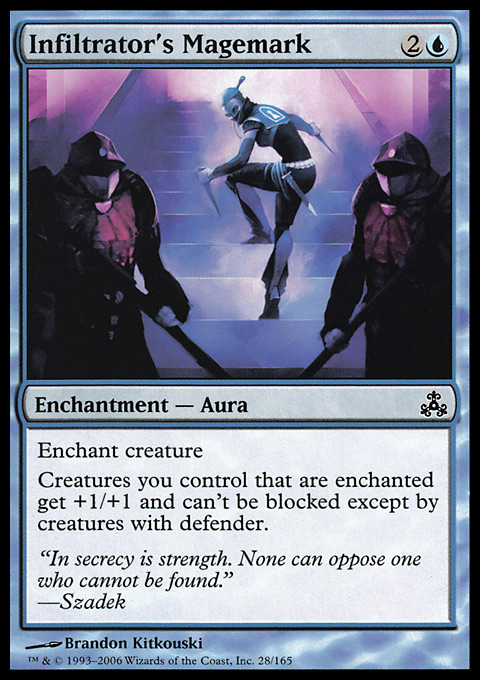 Infiltrator's Magemark 2
Enchantment — Aura
Enchant creature
Creatures you control that are enchanted
get +1/+1 and can't be blocked except by
creatures with defender.
"In secrecy is strength. None can oppose one
who cannot be found."
—Szadek
Brandon Kitkouski
™ & © 1993–2006 Wizards of the Coast, Inc. 28/165